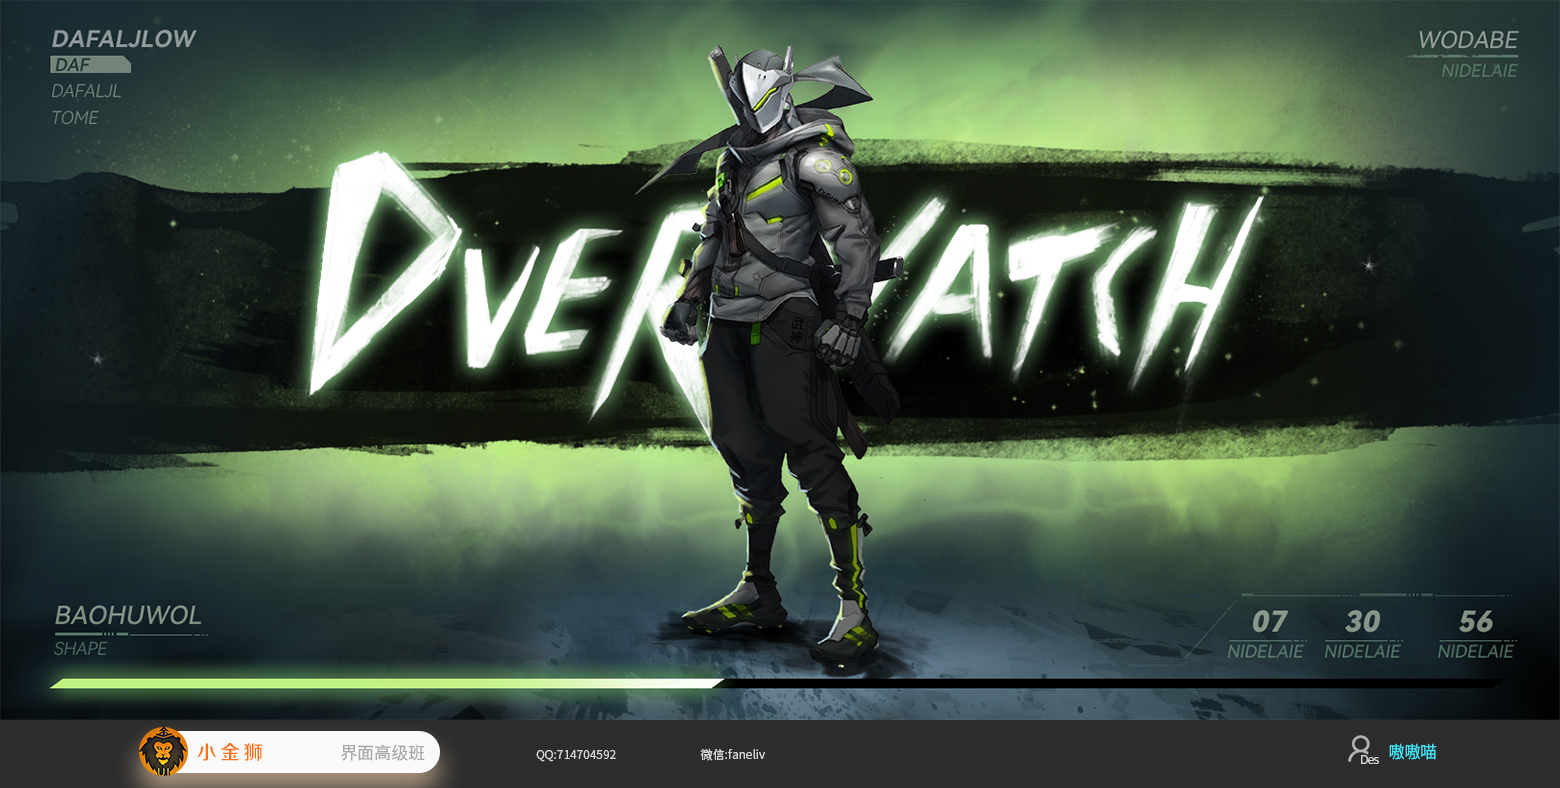 DAFALJLOW
DAF
DAFALJL
TOME
WODABE
NIDELAIE
OVERWATCH
BAOHUWOL
SHAPE
07 30 56
NIDELAIE NIDELAIE NIDELAIE
小金狮 界面高级班 QQ:714704592 微信:faneliv Des 嗷嗷喵
UI